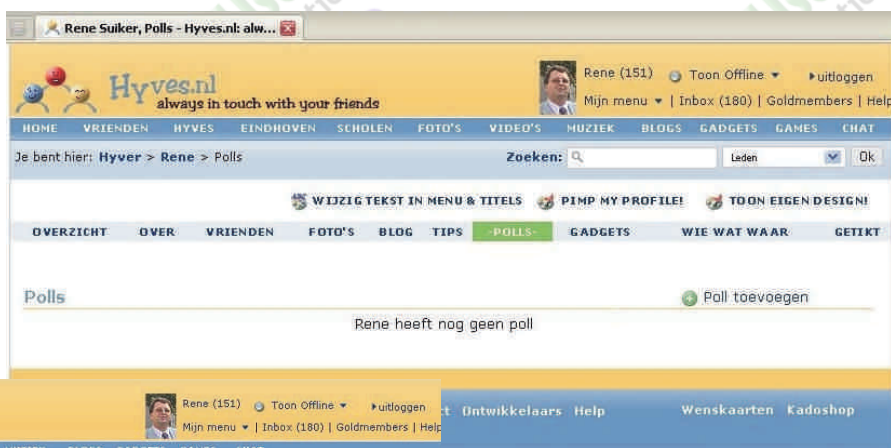 Rene Suiker, Polls - Hyves.nl: alw...
Rene (151) Toon Offline uitloggen
Hyves.nl
always in touch with your friends
Mijn menu | Inbox (180) | Goldmembers | Help
HOME VRIENDEN HYVES EINDHOVEN SCHOLEN FOTO'S VIDEO'S MUZIEK BLOGS GADGETS GAMES CHAT
Je bent hier: Hyver > Rene > Polls Zoeken: Leden Ok
WIJZIG TEKST IN MENU & TITELS PIMP MY PROFILE! TOON EIGEN DESIGN!
OVERZICHT OVER VRIENDEN FOTO'S BLOG TIPS -POLLS- GADGETS WIE WAT WAAR GETIKT
Polls Poll toevoegen
Rene heeft nog geen poll
Rene (151) Toon Offline uitloggen
Mijn menu | Inbox (180) | Goldmembers | Help
Ontwikkelaars Help Wenskaarten Kadoshop